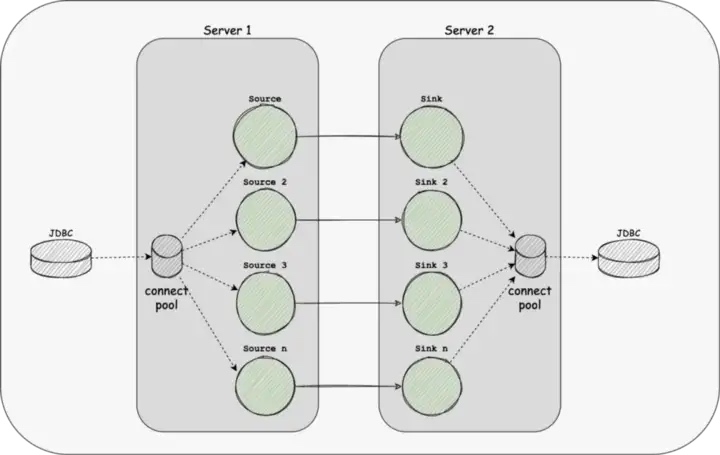 Server 1
Server 2
Source
Sink
Source 2
Sink 2
JDBC
JDBC
Source 3
Sink 3
connect
pool
connect
pool
Source n
Sink n